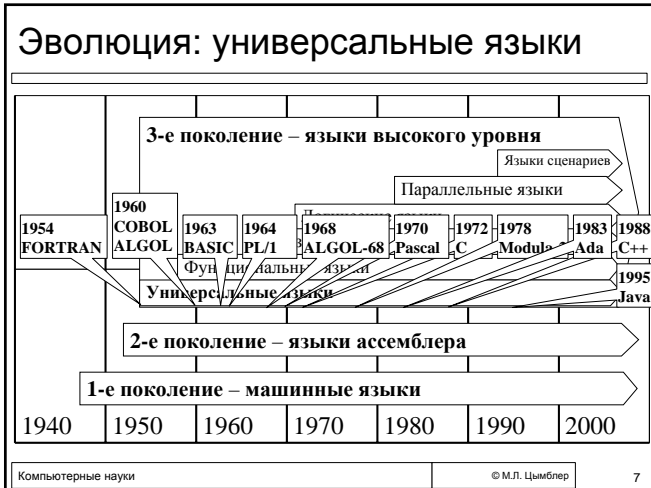 Эволюция: универсальные языки
3-е поколение – языки высокого уровня
Языки сценариев
Параллельные языки
1954
FORTRAN
1960
COBOL
ALGOL
1963
BASIC
1964
PL/1
1968
ALGOL-68
1970
Pascal
1972
C
1978
1983
Ada
1988
C++
языки
Универсальные языки
1995
Java
2-е поколение – языки ассемблера
1-е поколение – машинные языки
1940 1950 1960 1970 1980 1990 2000
Компьютерные науки © М.Л. Цымблер 7